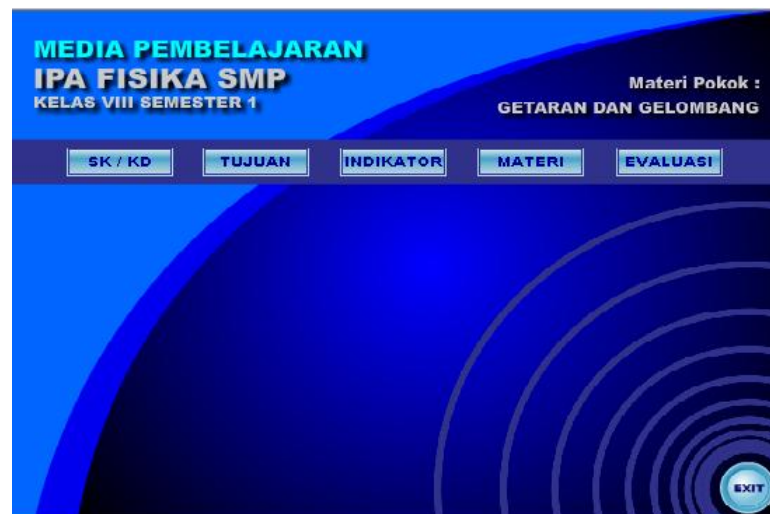 MEDIA PEMBELAJARAN
IPA FISIKA SMP
KELAS VIII SEMESTER 1
Materi Pokok :
GETARAN DAN GELOMBANG
SK / KD
TUJUAN
INDIKATOR
MATERI
EVALUASI
EXIT